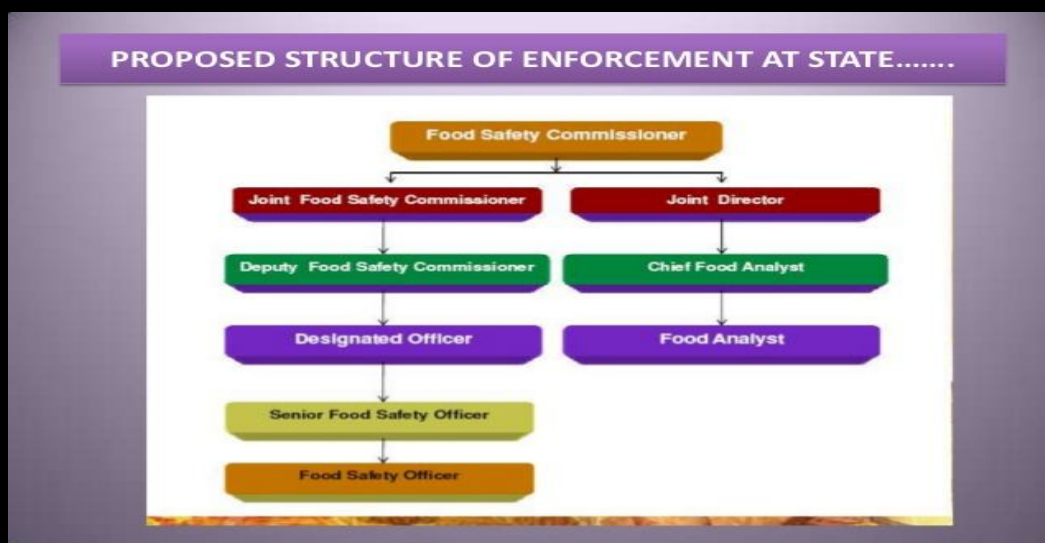 PROPOSED STRUCTURE OF ENFORCEMENT AT STATE.......
Food Safety Commissioner
Joint Food Safety Commissioner
Joint Director
Deputy Food Safety Commissioner
Chief Food Analyst
Designated Officer
Food Analyst
Senior Food Safety Officer
Food Safety Officer